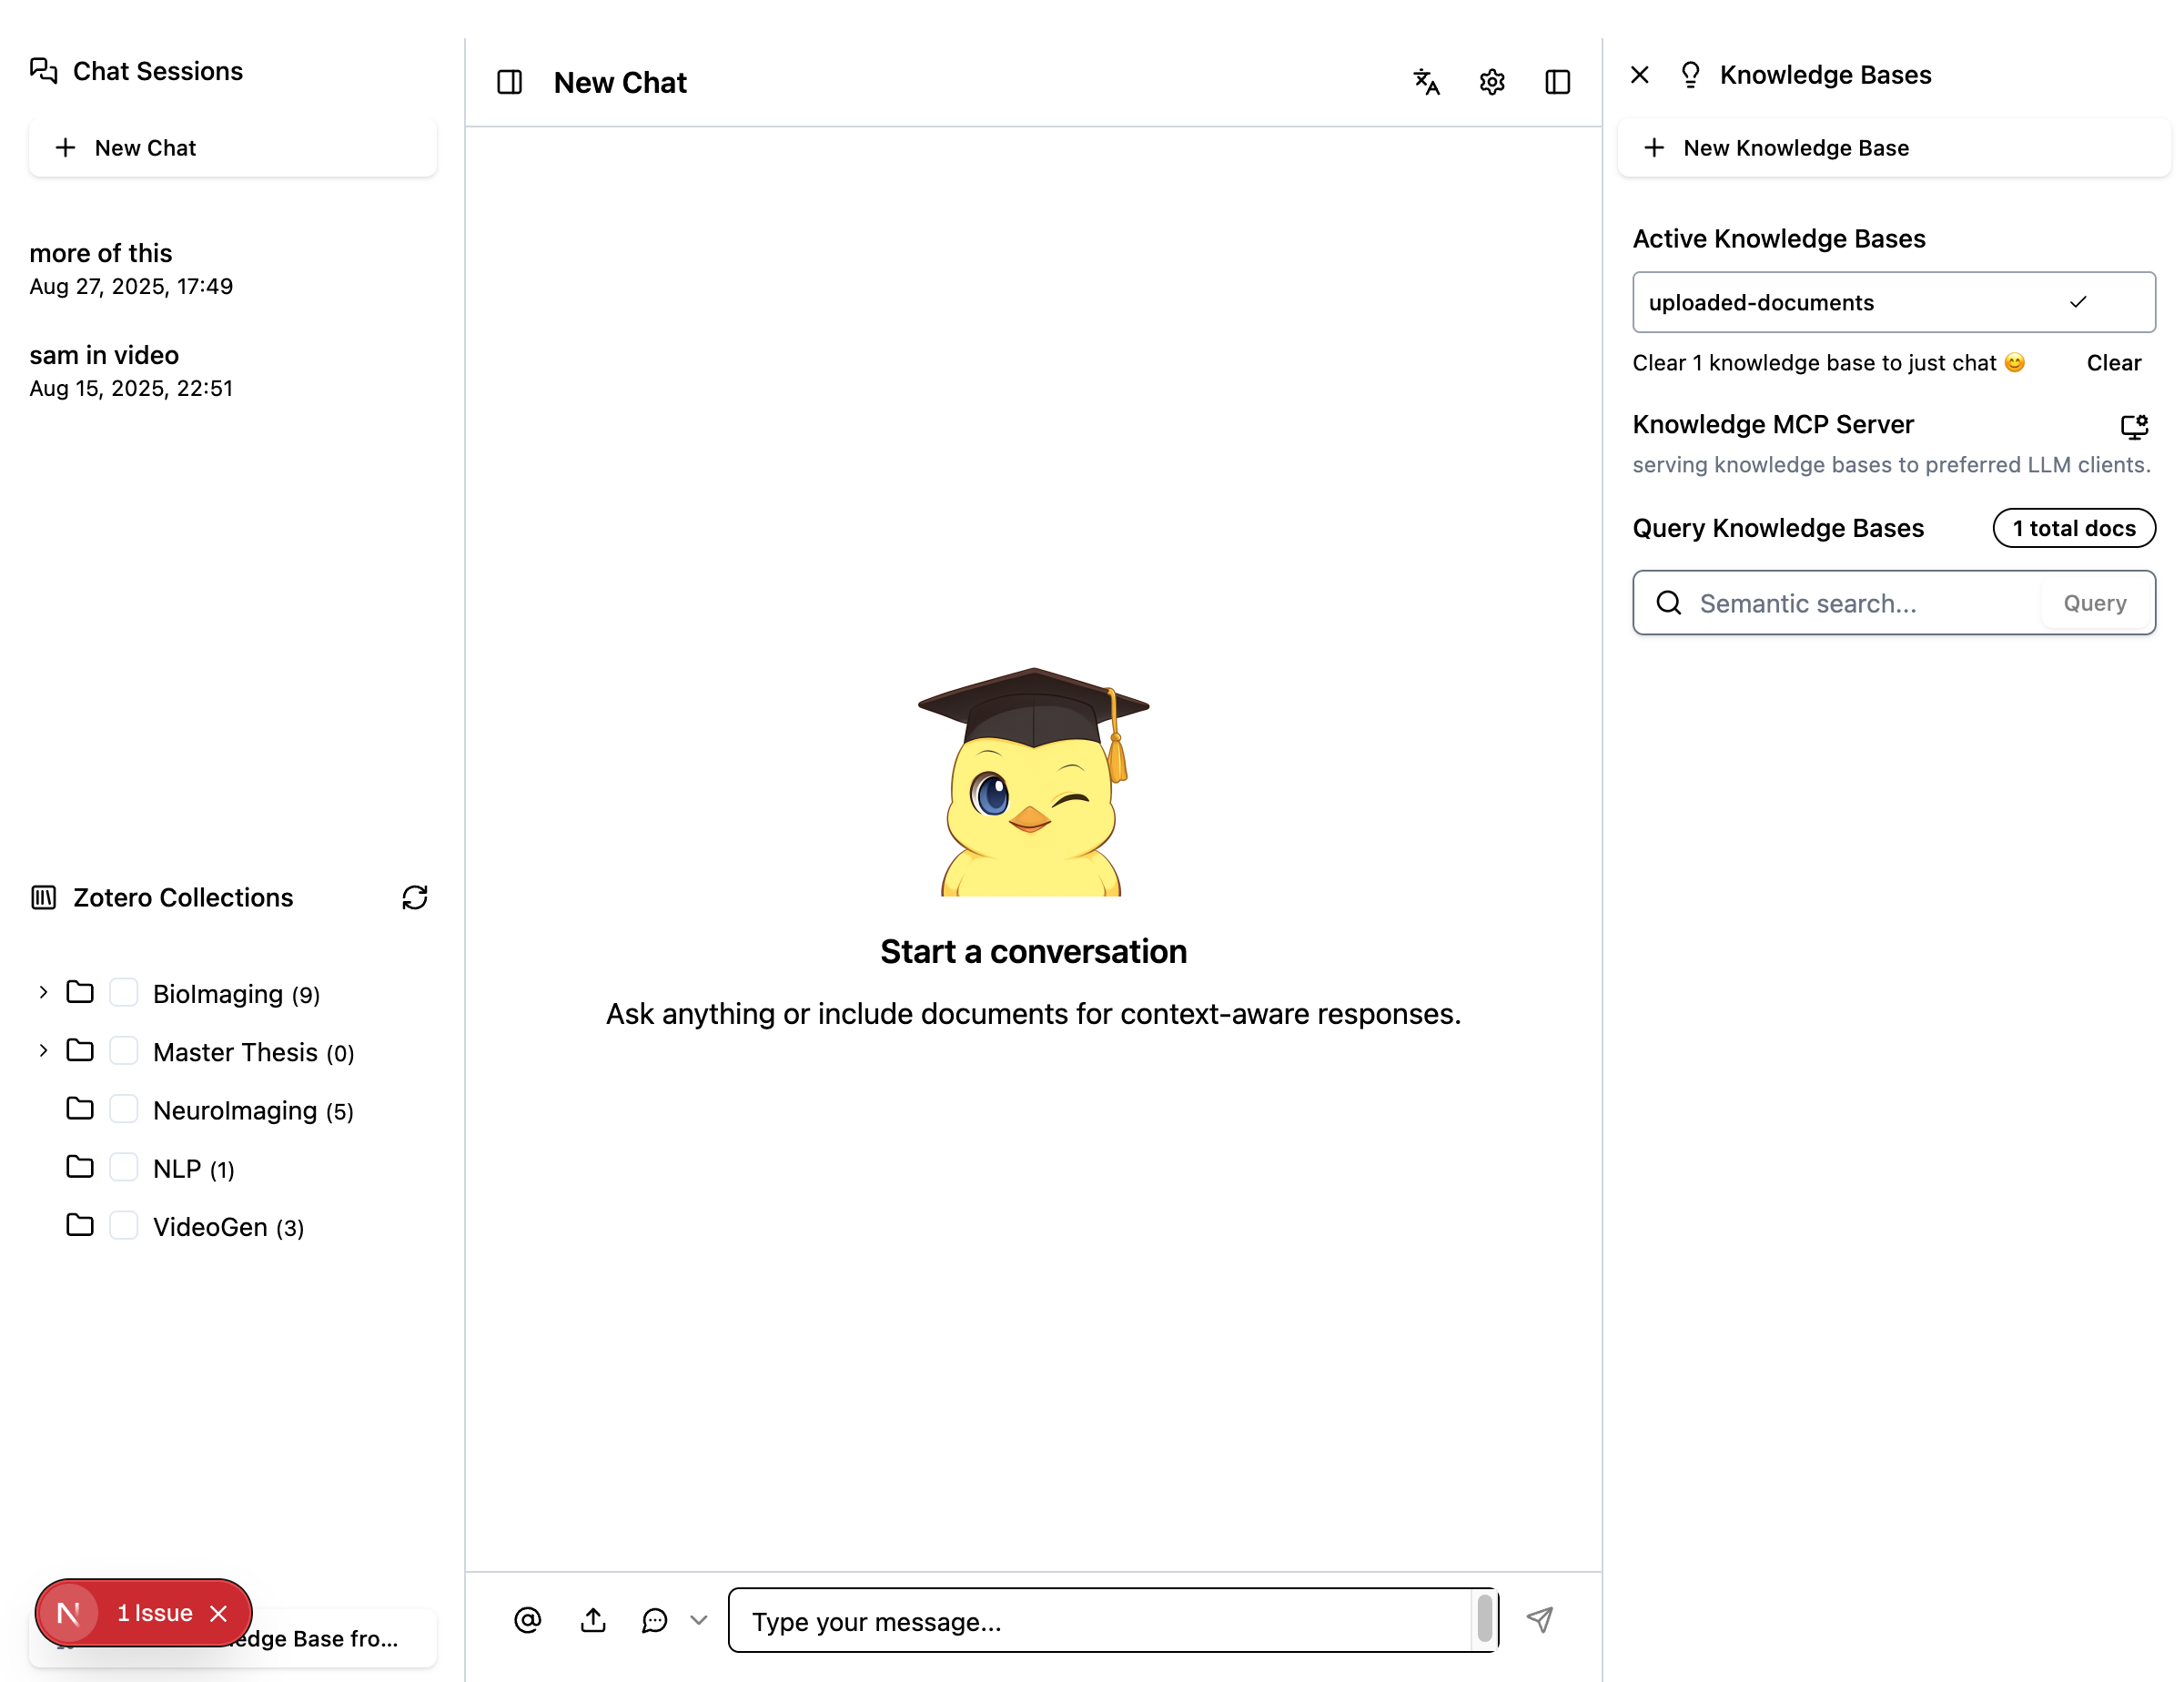 Chat Sessions
New Chat
more of this
Aug 27, 2025, 17:49
sam in video
Aug 15, 2025, 22:51
Zotero Collections
BioImaging (9)
Master Thesis (0)
NeuroImaging (5)
NLP (1)
VideoGen (3)
N 1 Issue
Base fro...
New Chat
Start a conversation
Ask anything or include documents for context-aware responses.
Type your message...
Knowledge Bases
New Knowledge Base
Active Knowledge Bases
uploaded-documents
Clear 1 knowledge base to just chat 😊 Clear
Knowledge MCP Server
serving knowledge bases to preferred LLM clients.
Query Knowledge Bases 1 total docs
Semantic search... Query